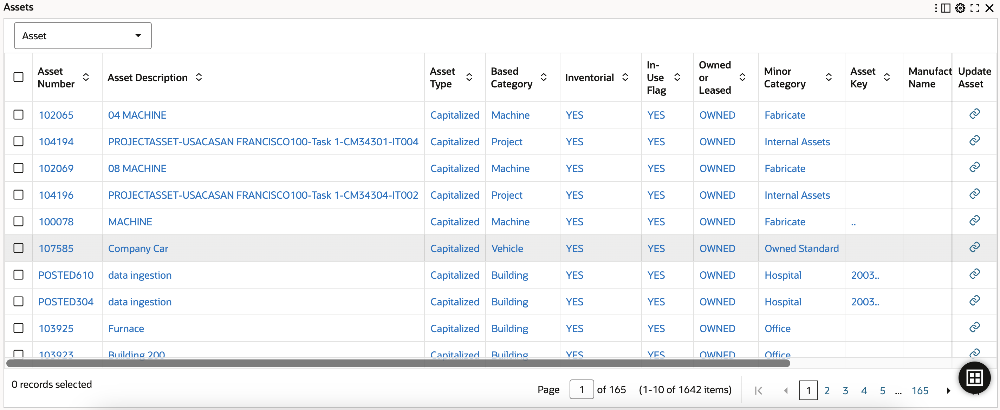 Assets
Asset
Asset Number
Asset Description
Asset Type
Based Category
Inventorial
In-Use Flag
Owned or Leased
Minor Category
Asset Key
Manufact Name
Update Asset
102065 04 MACHINE Capitalized Machine YES YES OWNED Fabricate
104194 PROJECTASSET-USACASAN FRANCISCO100-Task 1-CM34301-IT004 Capitalized Project YES YES OWNED Internal Assets
102069 08 MACHINE Capitalized Machine YES YES OWNED Fabricate
104196 PROJECTASSET-USACASAN FRANCISCO100-Task 1-CM34304-IT002 Capitalized Project YES YES OWNED Internal Assets
100078 MACHINE Capitalized Machine YES YES OWNED Fabricate ..
107585 Company Car Capitalized Vehicle YES YES OWNED Owned Standard
POSTED610 data ingestion Capitalized Building YES YES OWNED Hospital 2003..
POSTED304 data ingestion Capitalized Building YES YES OWNED Hospital 2003..
103925 Furnace Capitalized Building YES YES OWNED Office
103923 Building 200 Capitalized Building YES YES OWNED Office
0 records selected
Page 1 of 165 (1-10 of 1642 items) 1 2 3 4 5 ... 165